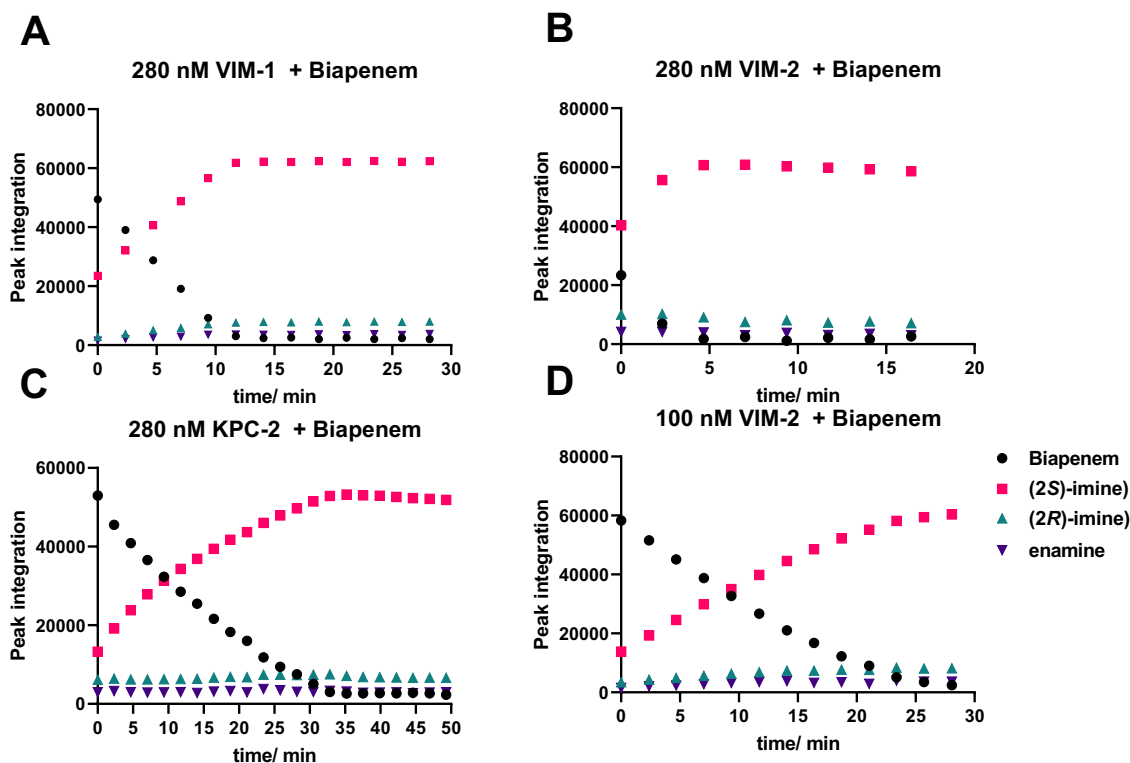 A
280 nM VIM-1 + Biapenem
80000
60000
40000
20000
0
Peak integration
0 5 10 15 20 25 30
time/ min
B
280 nM VIM-2 + Biapenem
80000
60000
40000
20000
0
Peak integration
0 5 10 15 20
time/ min
C
280 nM KPC-2 + Biapenem
60000
40000
20000
0
Peak integration
0 5 10 15 20 25 30 35 40 45 50
time/ min
D
100 nM VIM-2 + Biapenem
80000
60000
40000
20000
0
Peak integration
0 5 10 15 20 25 30
time/ min
Biapenem
(2S)-imine)
(2R)-imine)
enamine